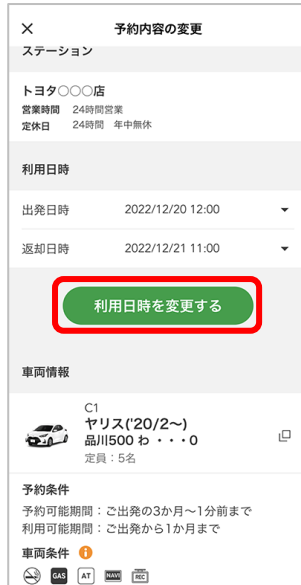 予約内容の変更
ステーション
トヨタ○○○店
営業時間 24時間営業
定休日 24時間 年中無休
利用日時
出発日時 2022/12/20 12:00
返却日時 2022/12/21 11:00
利用日時を変更する
車両情報
C1
ヤリス('20/2〜)
品川500 わ ・・・0
定員：5名
予約条件
予約可能期間：ご出発の3か月〜1分前まで
利用可能期間：ご出発から1か月まで
車両条件
GAS AT NAVI REC